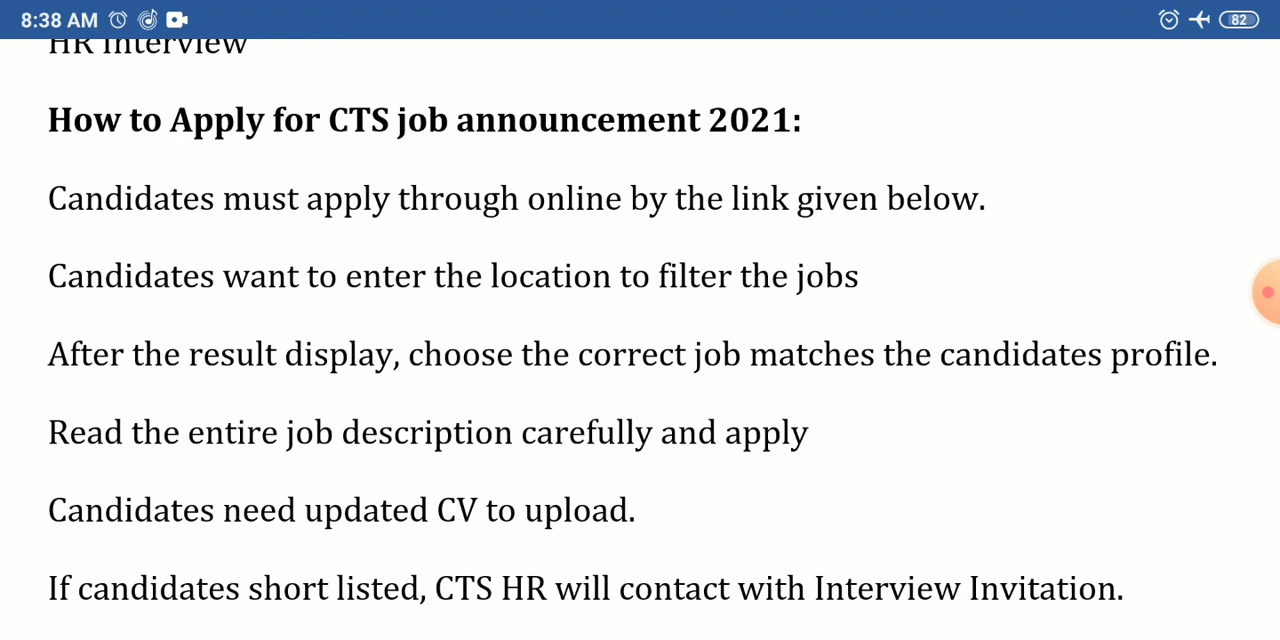 8:38 AM 82
HR Interview
How to Apply for CTS job announcement 2021:
Candidates must apply through online by the link given below.
Candidates want to enter the location to filter the jobs
After the result display, choose the correct job matches the candidates profile.
Read the entire job description carefully and apply
Candidates need updated CV to upload.
If candidates short listed, CTS HR will contact with Interview Invitation.